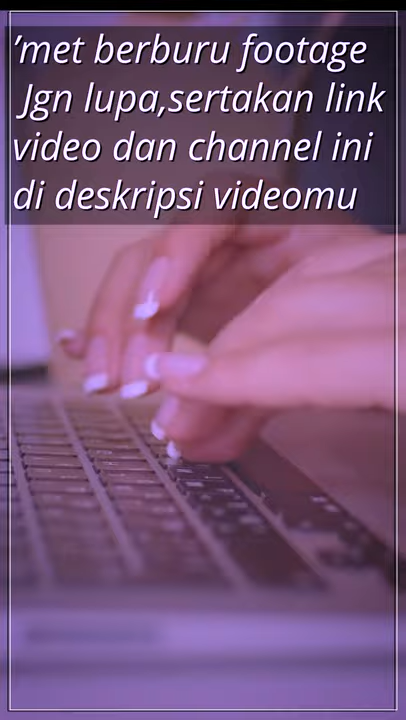 ’met berburu footage
Jgn lupa,sertakan link
video dan channel ini
di deskripsi videomu